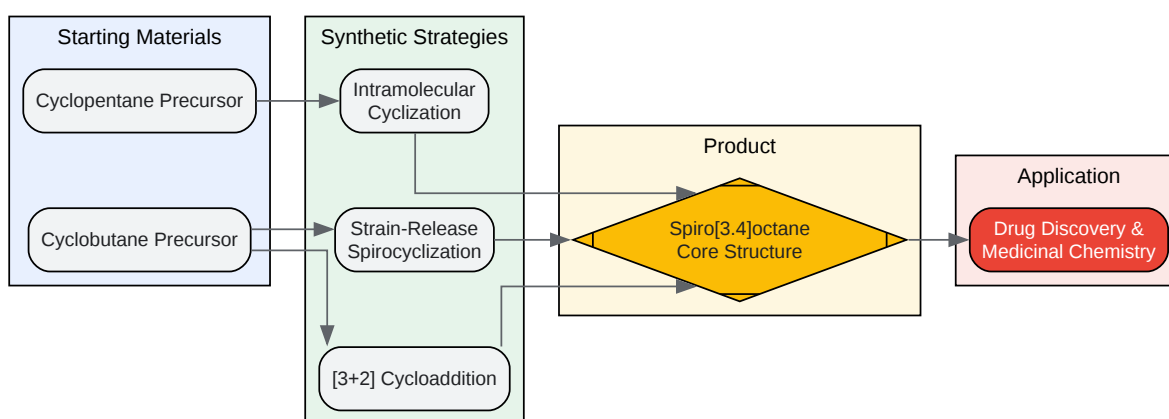 Starting Materials
Cyclopentane Precursor
Cyclobutane Precursor
Synthetic Strategies
Intramolecular
Cyclization
Strain-Release
Spirocyclization
[3+2] Cycloaddition
Product
Spiro[3.4]octane
Core Structure
Application
Drug Discovery &
Medicinal Chemistry